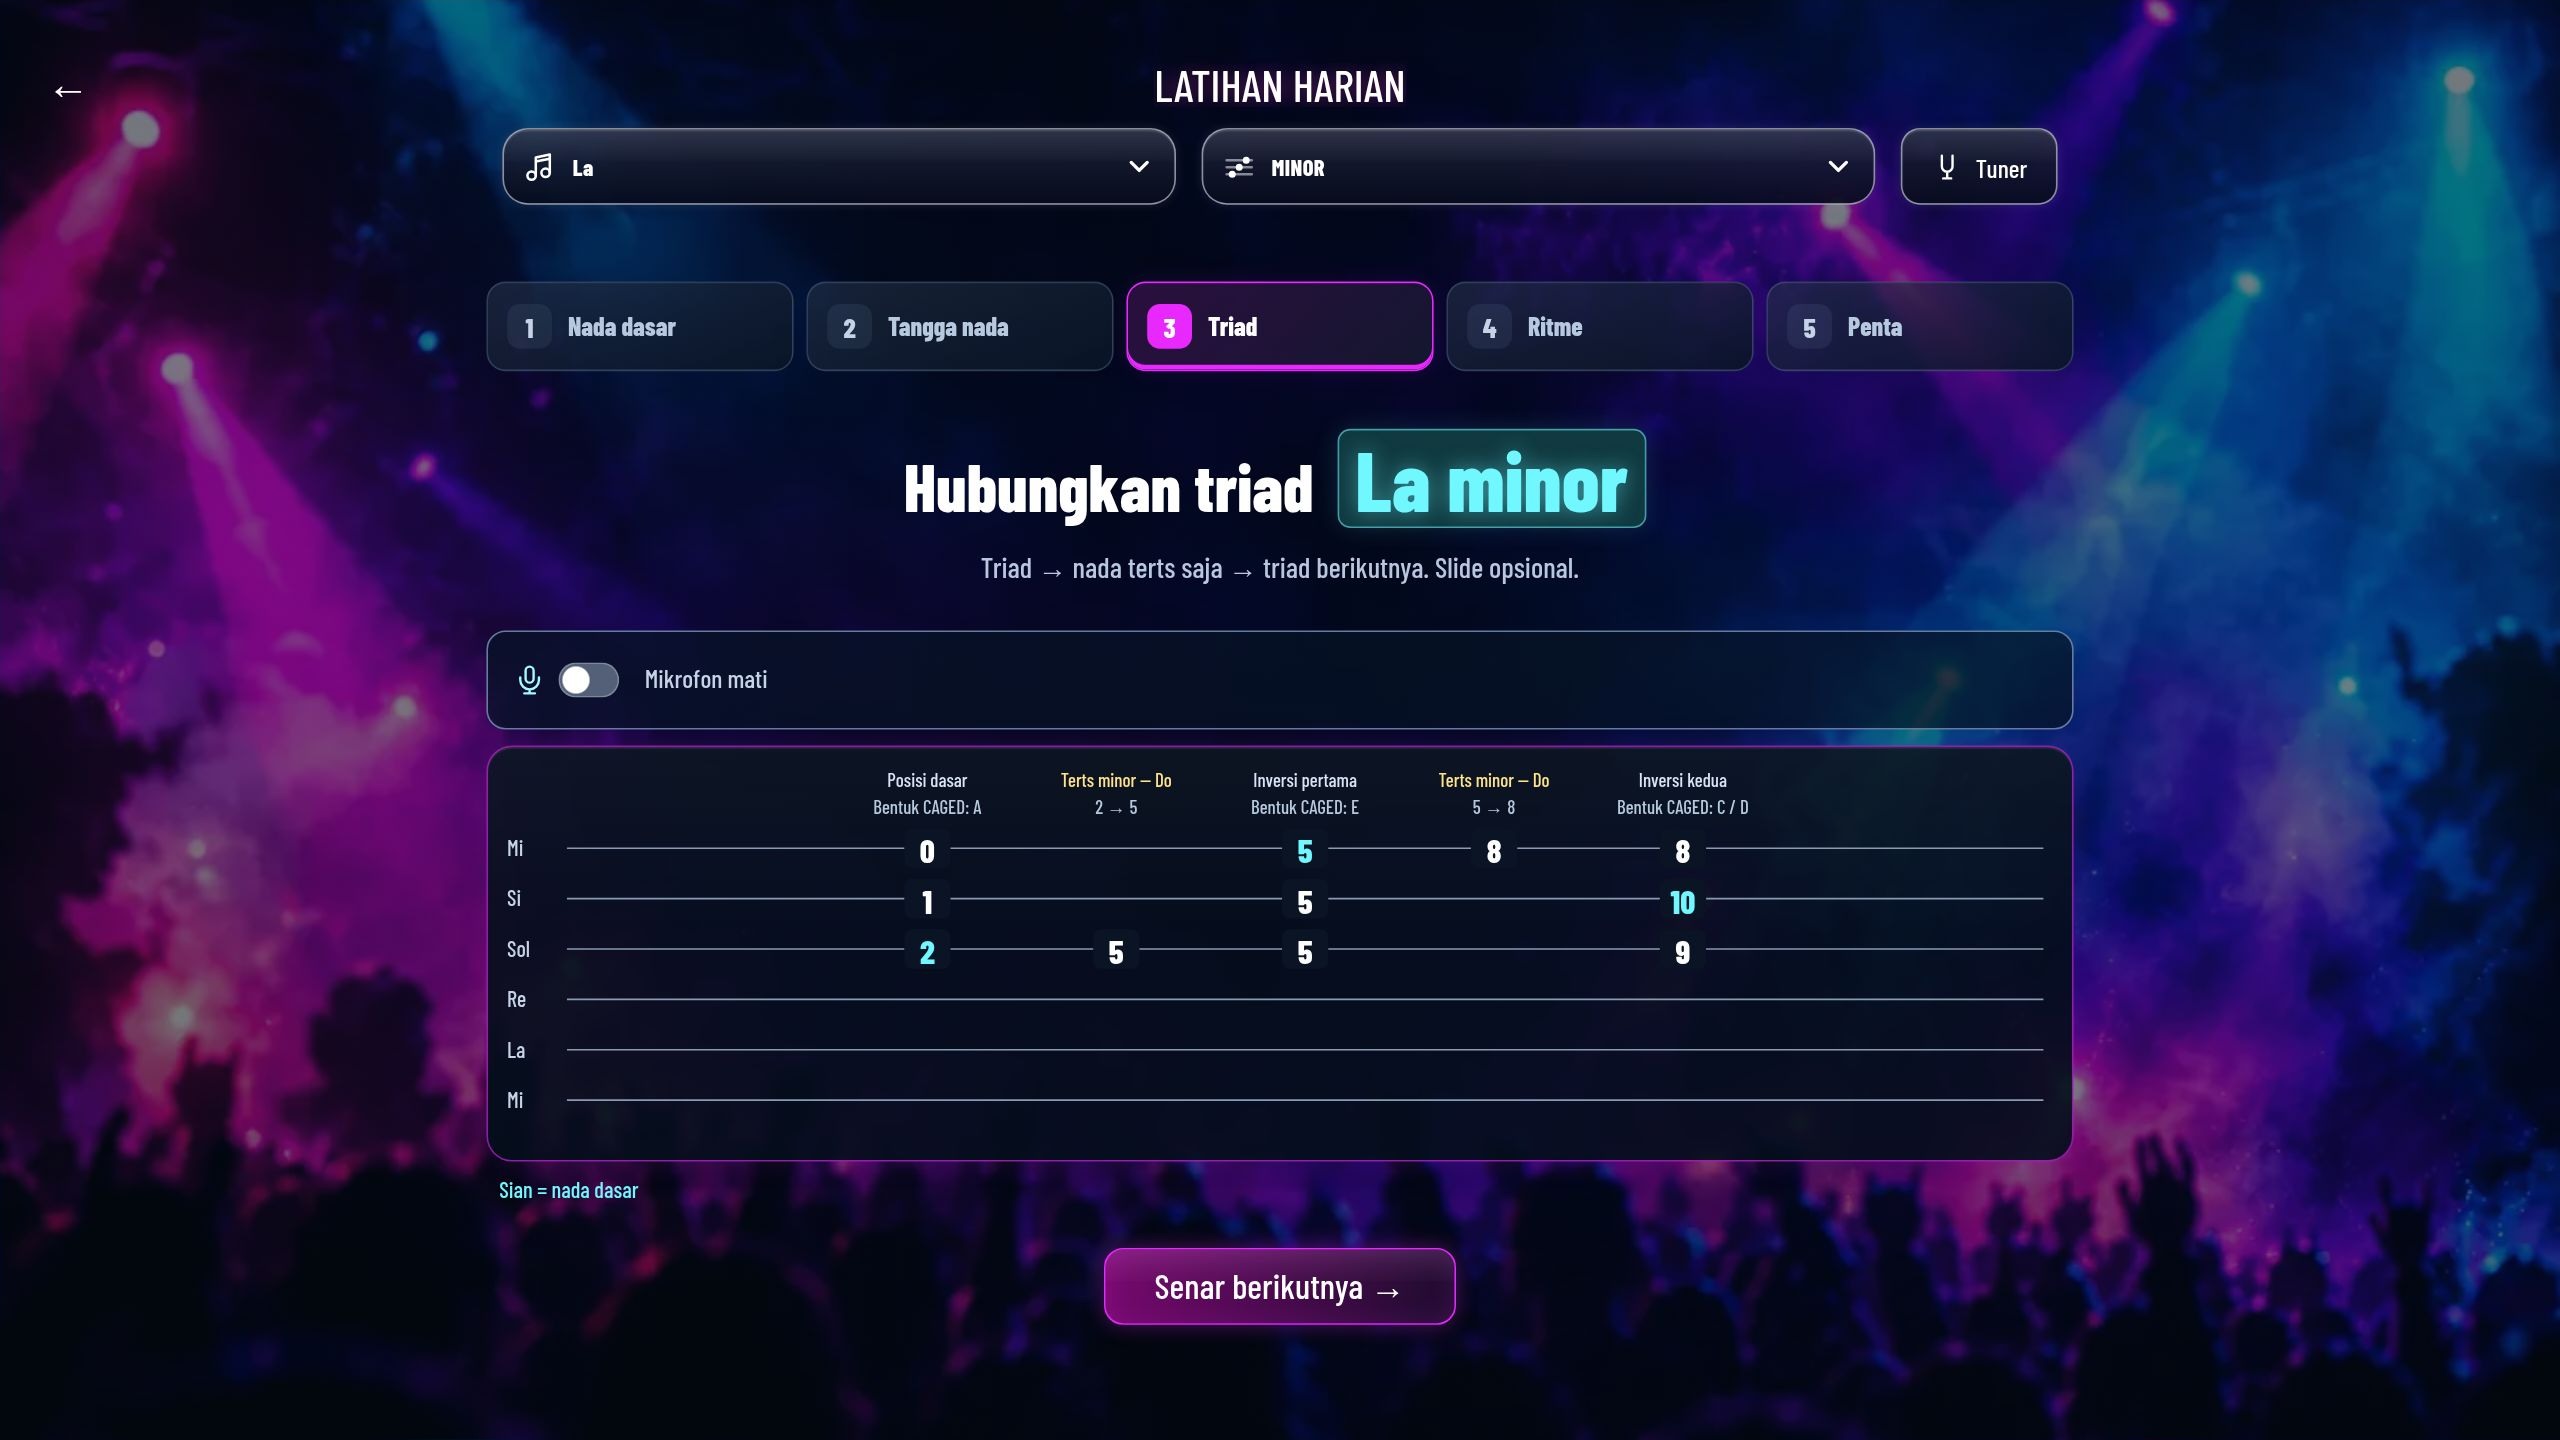 ←
LATIHAN HARIAN
La
MINOR
Tuner
1 Nada dasar
2 Tangga nada
3 Triad
4 Ritme
5 Penta
Hubungkan triad La minor
Triad → nada terts saja → triad berikutnya. Slide opsional.
Mikrofon mati
Posisi dasar
Bentuk CAGED: A
Terts minor – Do
2 → 5
Inversi pertama
Bentuk CAGED: E
Terts minor – Do
5 → 8
Inversi kedua
Bentuk CAGED: C / D
Mi 0 5 8 8
Si 1 5 10
Sol 2 5 5 9
Re
La
Mi
Sian = nada dasar
Senar berikutnya →